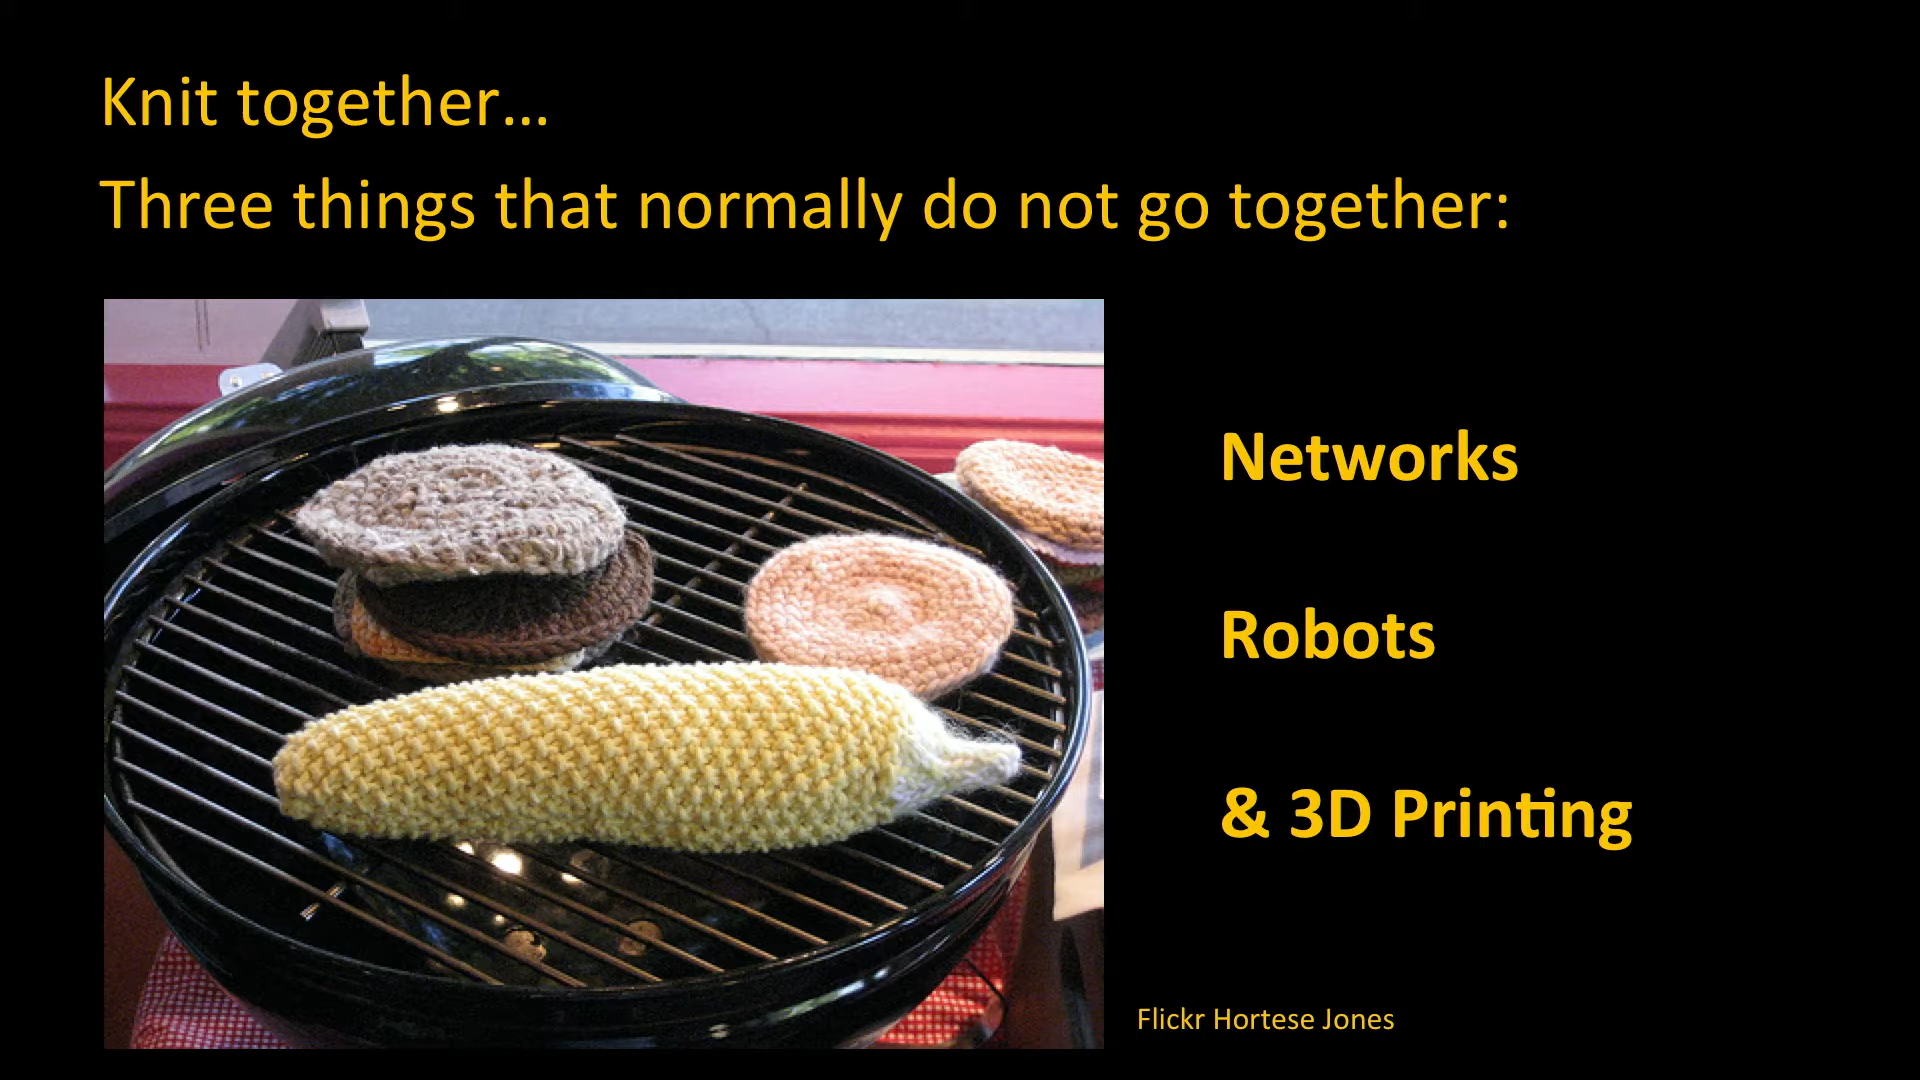 Knit together...
Three things that normally do not go together:
Networks
Robots
& 3D Printing
Flickr Hortese Jones